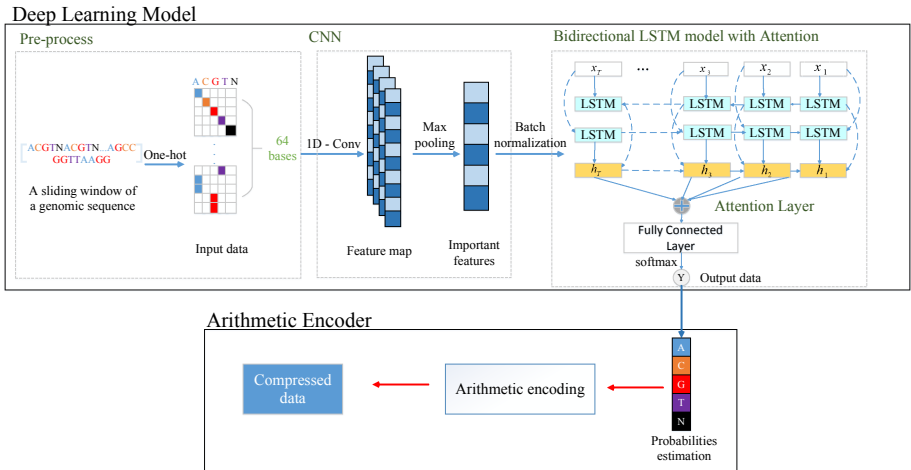 Deep Learning Model
Pre-process
CNN
Bidirectional LSTM model with Attention
A C G T N
ACGTNACGTN...AGCC
GGTTAAGG
One-hot
A sliding window of
a genomic sequence
Input data
64
bases
1D - Conv
Feature map
Max
pooling
Important
features
Batch
normalization
x_T ... x_3 x_2 x_1
LSTM LSTM LSTM LSTM
LSTM LSTM LSTM LSTM
h_T h_3 h_2 h_1
Attention Layer
Fully Connected
Layer
softmax
Y
Output data
Arithmetic Encoder
Compressed
data
Arithmetic encoding
A
C
G
T
N
Probabilities
estimation